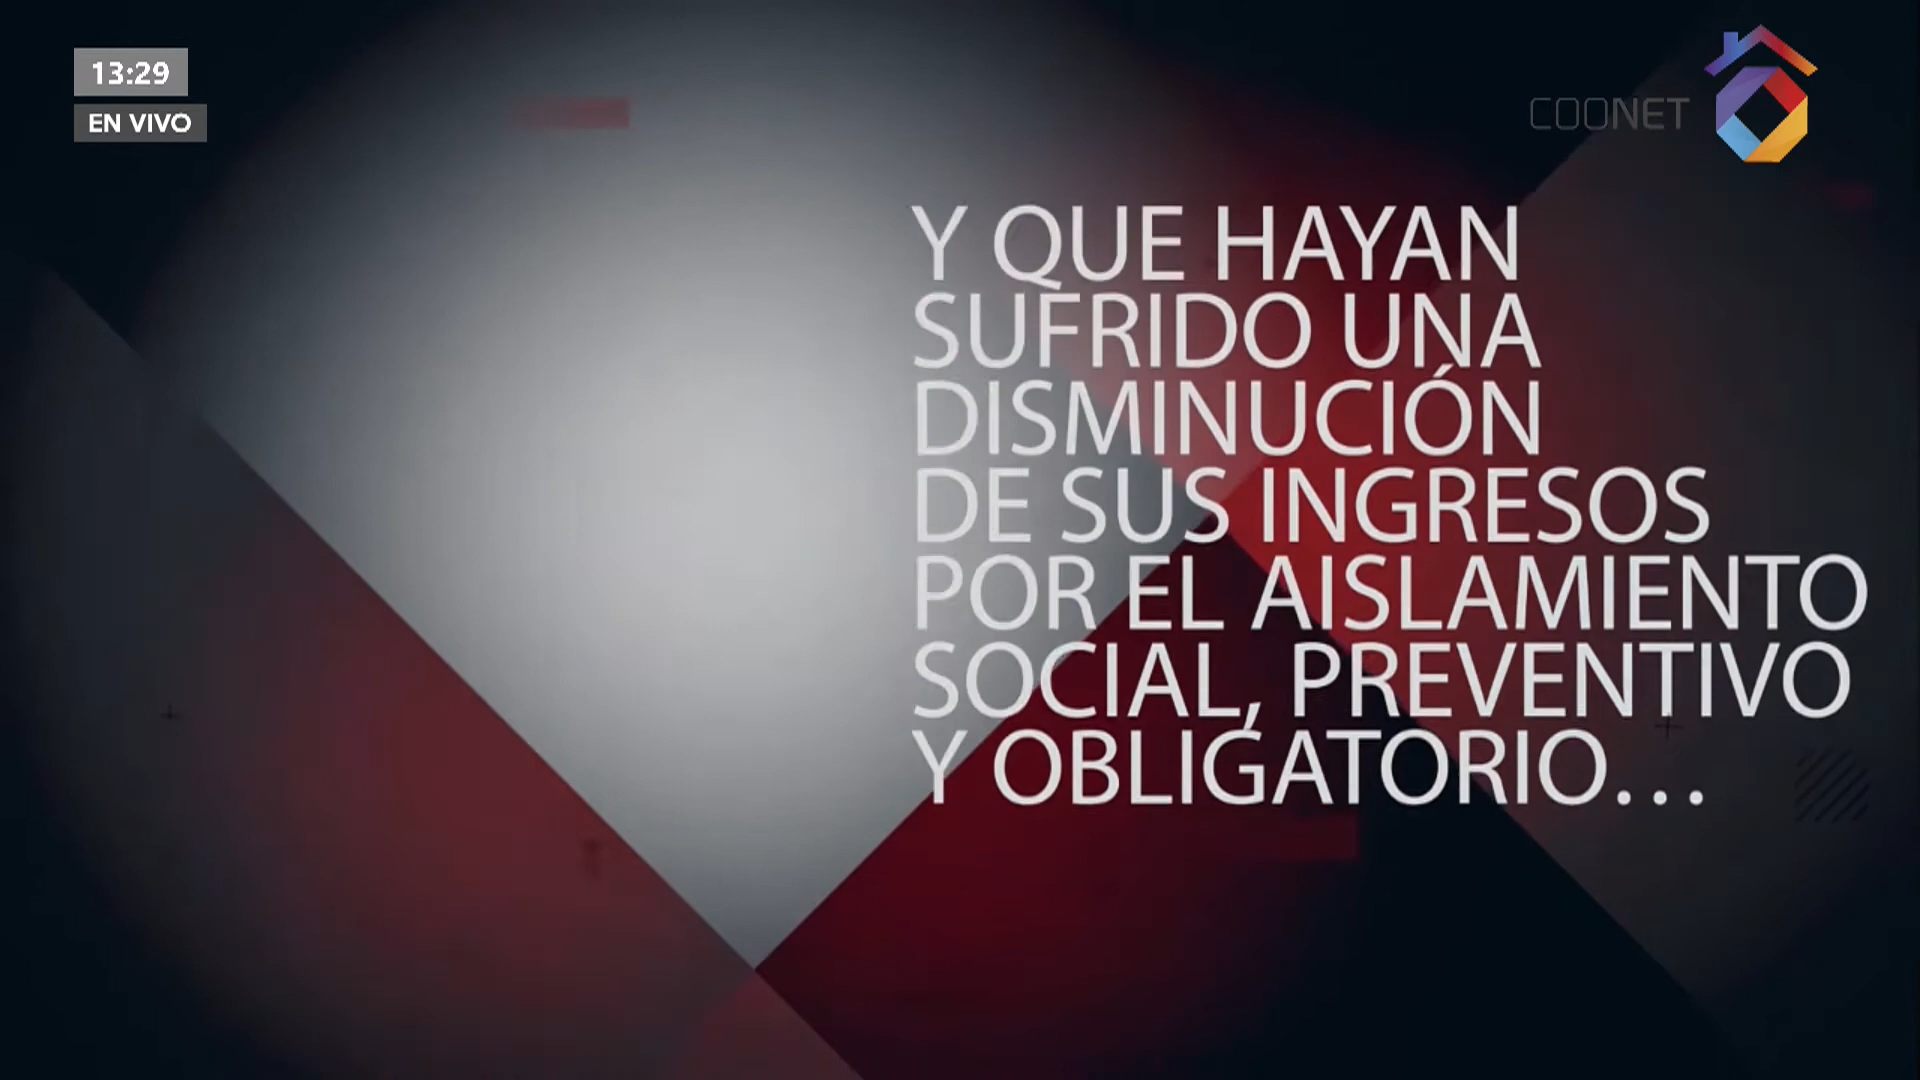 13:29
EN VIVO
COONET
Y QUE HAYAN
SUFRIDO UNA
DISMINUCIÓN
DE SUS INGRESOS
POR EL AISLAMIENTO
SOCIAL, PREVENTIVO
Y OBLIGATORIO...